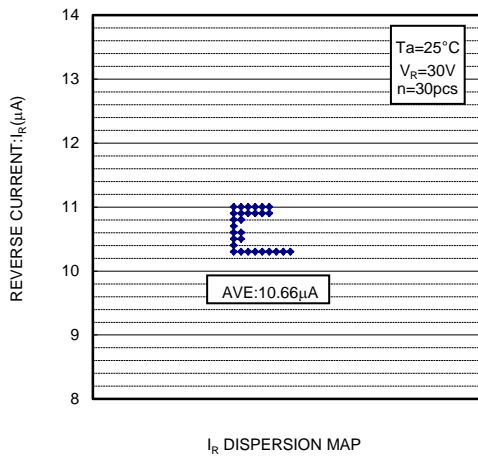 14
13
12
11
10
9
8
REVERSE CURRENT:IR(μA)
Ta=25°C
VR=30V
n=30pcs
AVE:10.66μA
IR DISPERSION MAP